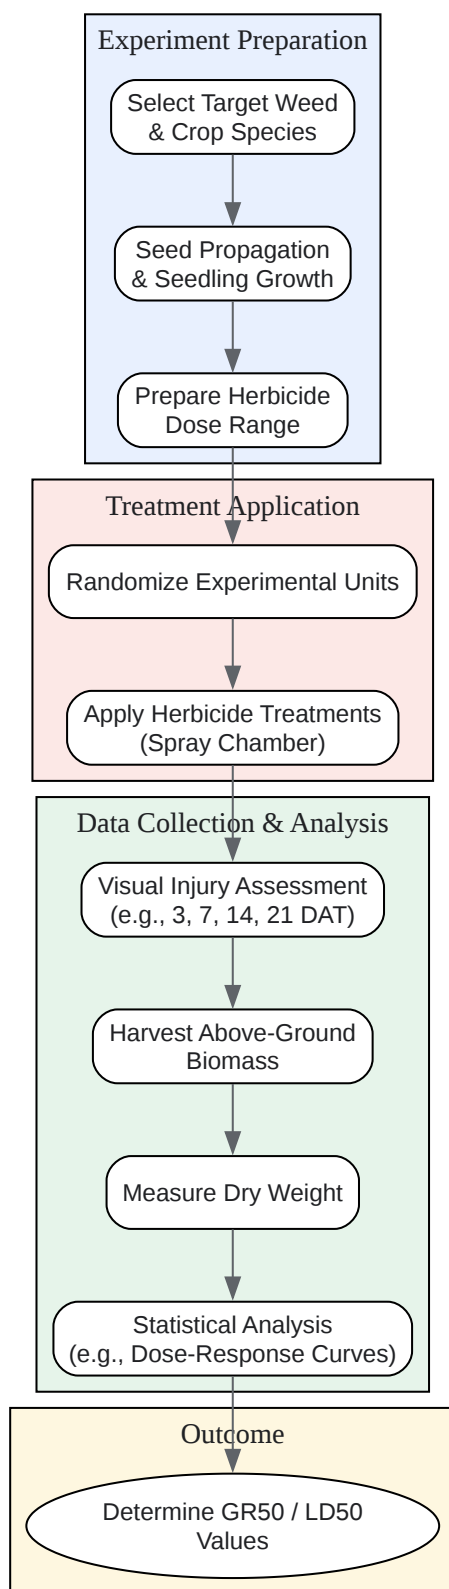 Experiment Preparation
Select Target Weed
& Crop Species
Seed Propagation
& Seedling Growth
Prepare Herbicide
Dose Range
Treatment Application
Randomize Experimental Units
Apply Herbicide Treatments
(Spray Chamber)
Data Collection & Analysis
Visual Injury Assessment
(e.g., 3, 7, 14, 21 DAT)
Harvest Above-Ground
Biomass
Measure Dry Weight
Statistical Analysis
(e.g., Dose-Response Curves)
Outcome
Determine GR50 / LD50
Values